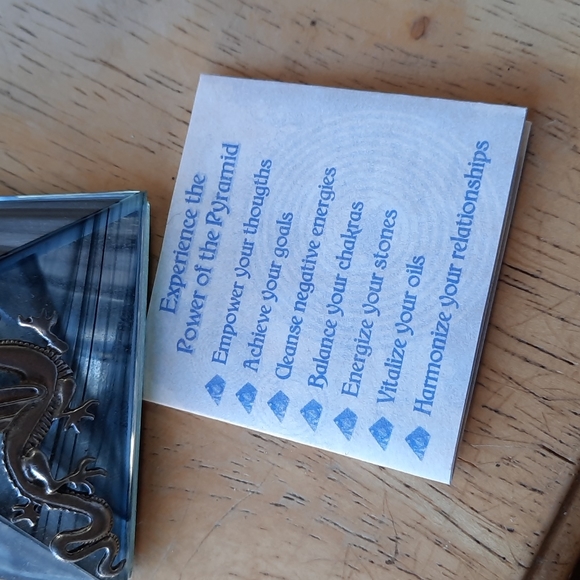 Experience the
Power of the Pyramid
Empower your thougths
Achieve your goals
Cleanse negative energies
Balance your chakras
Energize your stones
Vitalize your oils
Harmonize your relationships